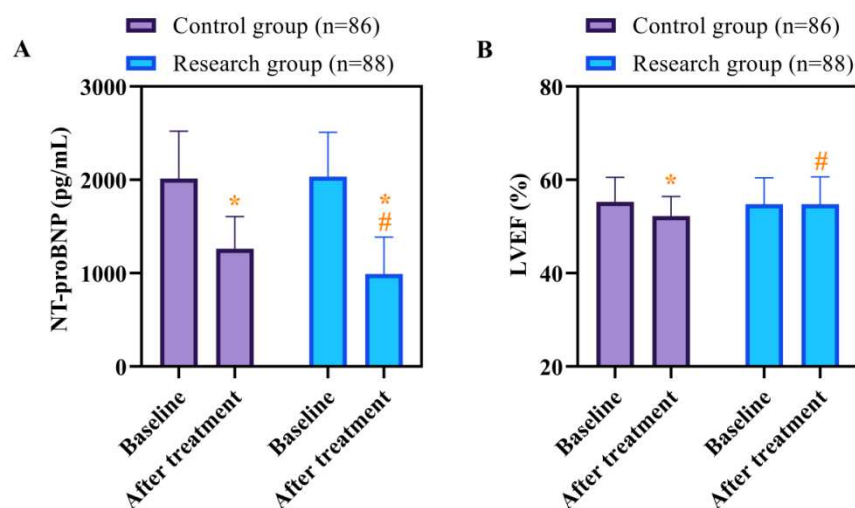 A
Control group (n=86)
Research group (n=88)
NT-proBNP (pg/mL)
3000
2000
1000
0
*
*
#
Baseline
After treatment
Baseline
After treatment
B
Control group (n=86)
Research group (n=88)
LVEF (%)
80
60
40
20
*
#
Baseline
After treatment
Baseline
After treatment